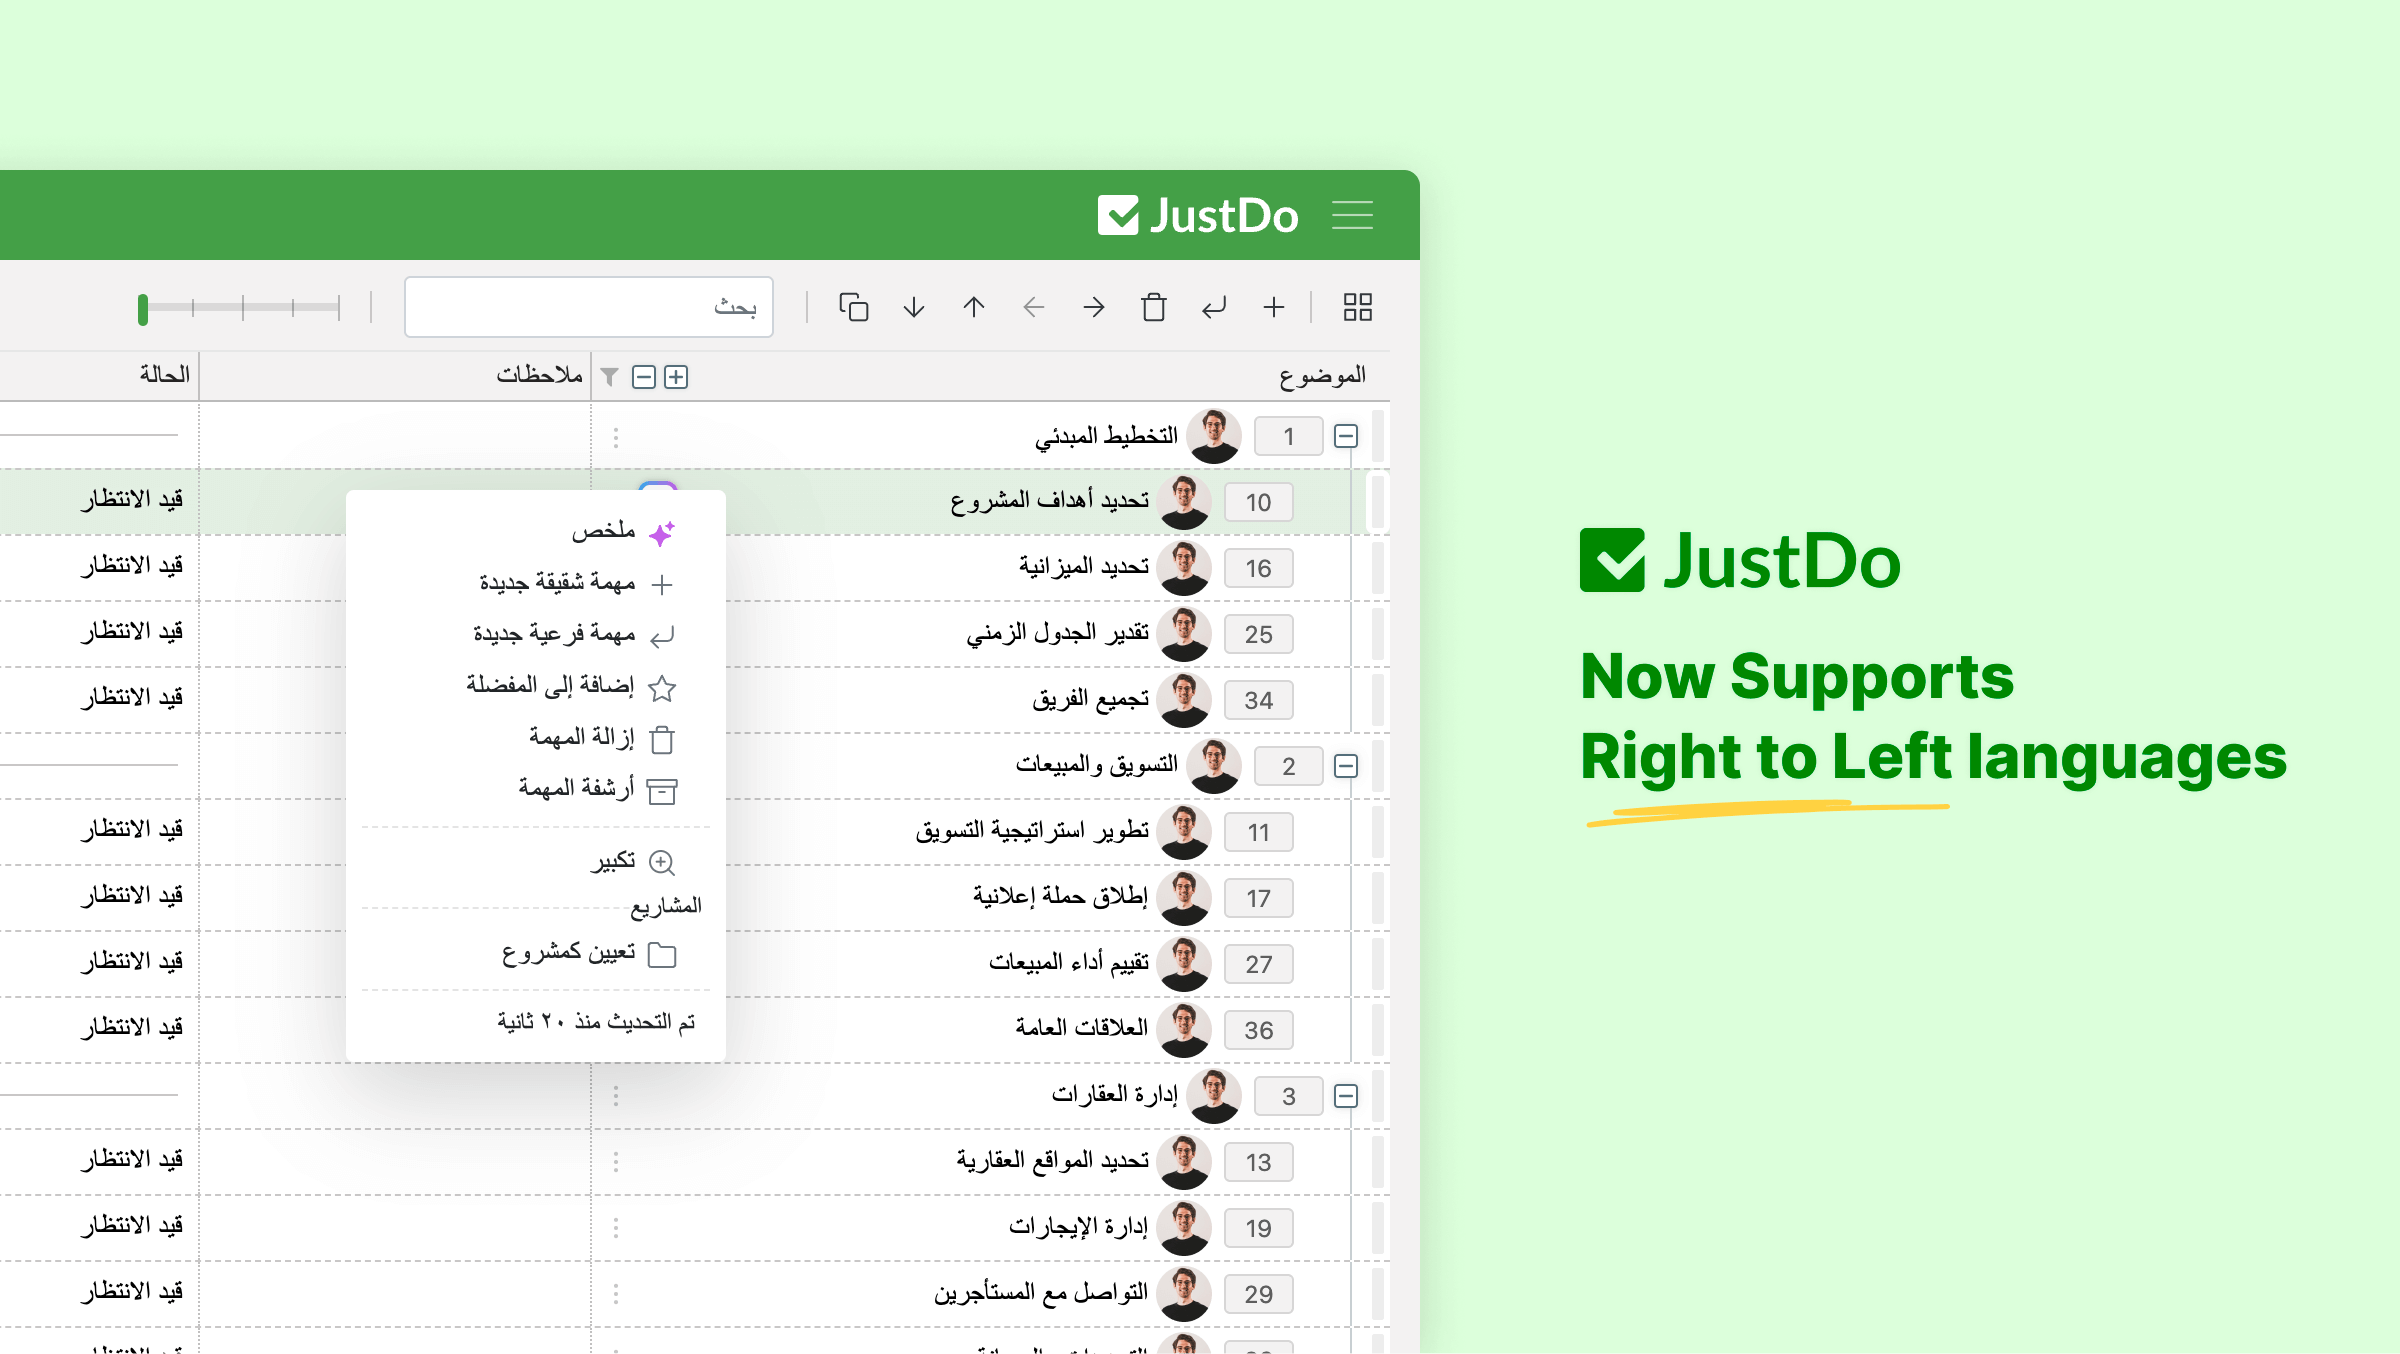 JustDo
بحث
الموضوع
ملاحظات
الحالة
1 التخطيط المبدئي
10 تحديد أهداف المشروع قيد الانتظار
16 تحديد الميزانية قيد الانتظار
25 تقدير الجدول الزمني قيد الانتظار
34 تجميع الفريق قيد الانتظار
2 التسويق والمبيعات
11 تطوير استراتيجية التسويق قيد الانتظار
17 إطلاق حملة إعلانية قيد الانتظار
27 تقييم أداء المبيعات قيد الانتظار
36 العلاقات العامة قيد الانتظار
3 إدارة العقارات
13 تحديد المواقع العقارية قيد الانتظار
19 إدارة الإيجارات قيد الانتظار
29 التواصل مع المستأجرين قيد الانتظار
ملخص
مهمة شقيقة جديدة
مهمة فرعية جديدة
إضافة إلى المفضلة
إزالة المهمة
أرشفة المهمة
تكبير
المشاريع
تعيين كمشروع
تم التحديث منذ ٢٠ ثانية
JustDo
Now Supports
Right to Left languages